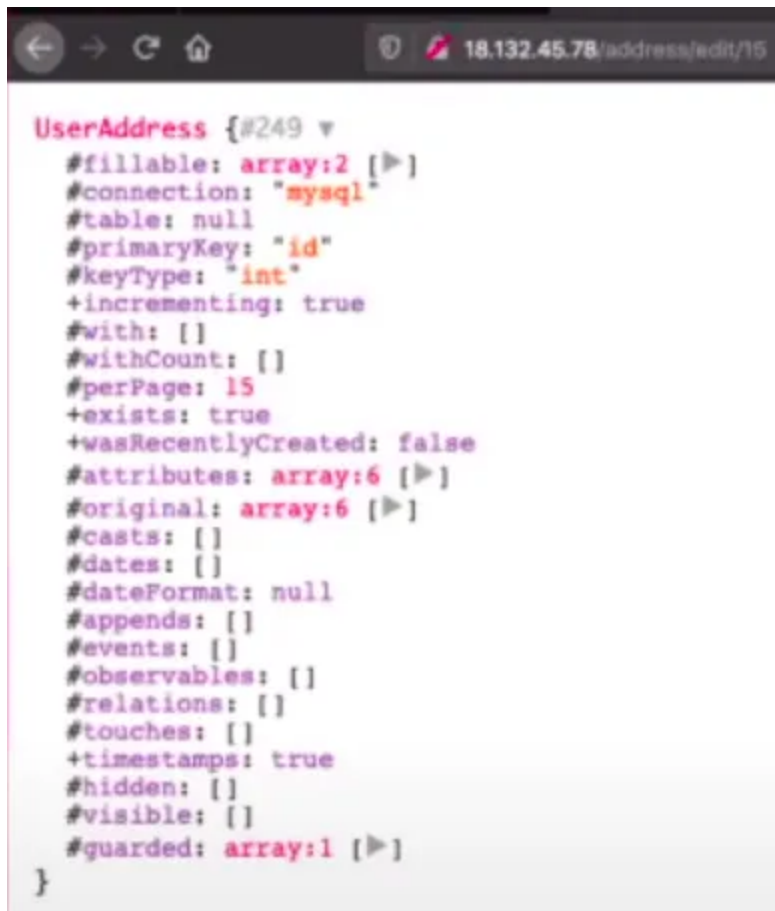 18.132.45.78/address/edit/15
UserAddress {#249 ▼
#fillable: array:2 [▶]
#connection: "mysql"
#table: null
#primaryKey: "id"
#keyType: "int"
+incrementing: true
#with: []
#withCount: []
#perPage: 15
+exists: true
+wasRecentlyCreated: false
#attributes: array:6 [▶]
#original: array:6 [▶]
#casts: []
#dates: []
#dateFormat: null
#appends: []
#events: []
#observables: []
#relations: []
#touches: []
+timestamps: true
#hidden: []
#visible: []
#guarded: array:1 [▶]
}